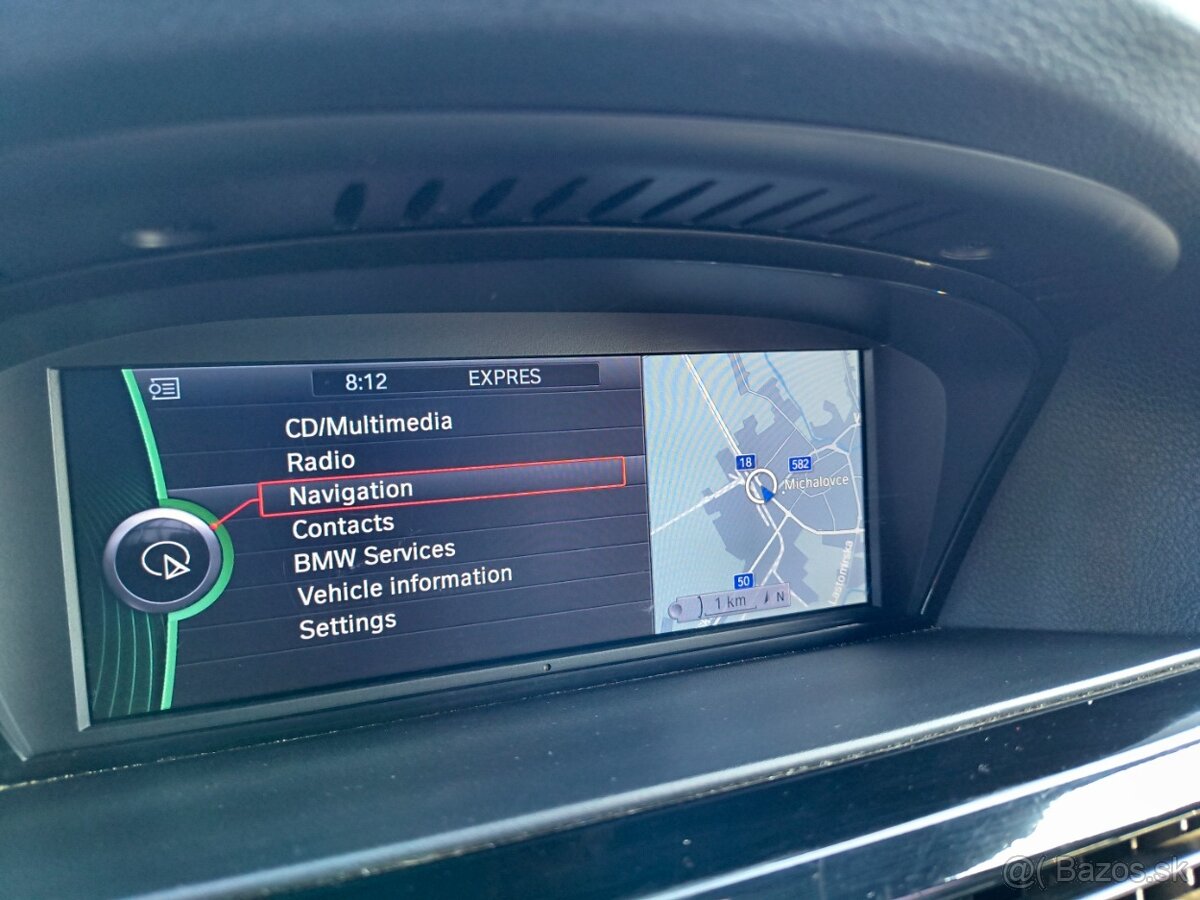 8:12 EXPRES
CD/Multimedia
Radio
Navigation
Contacts
BMW Services
Vehicle information
Settings
18
582
Michalovce
50
1 km N
Lastomírska
@( Bazos.sk